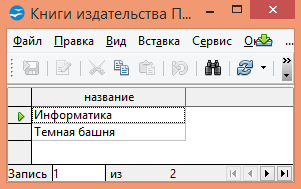 Книги издательства П...
Файл Правка Вид Вставка Сервис О...
название
Информатика
Темная башня
Запись 1 из 2